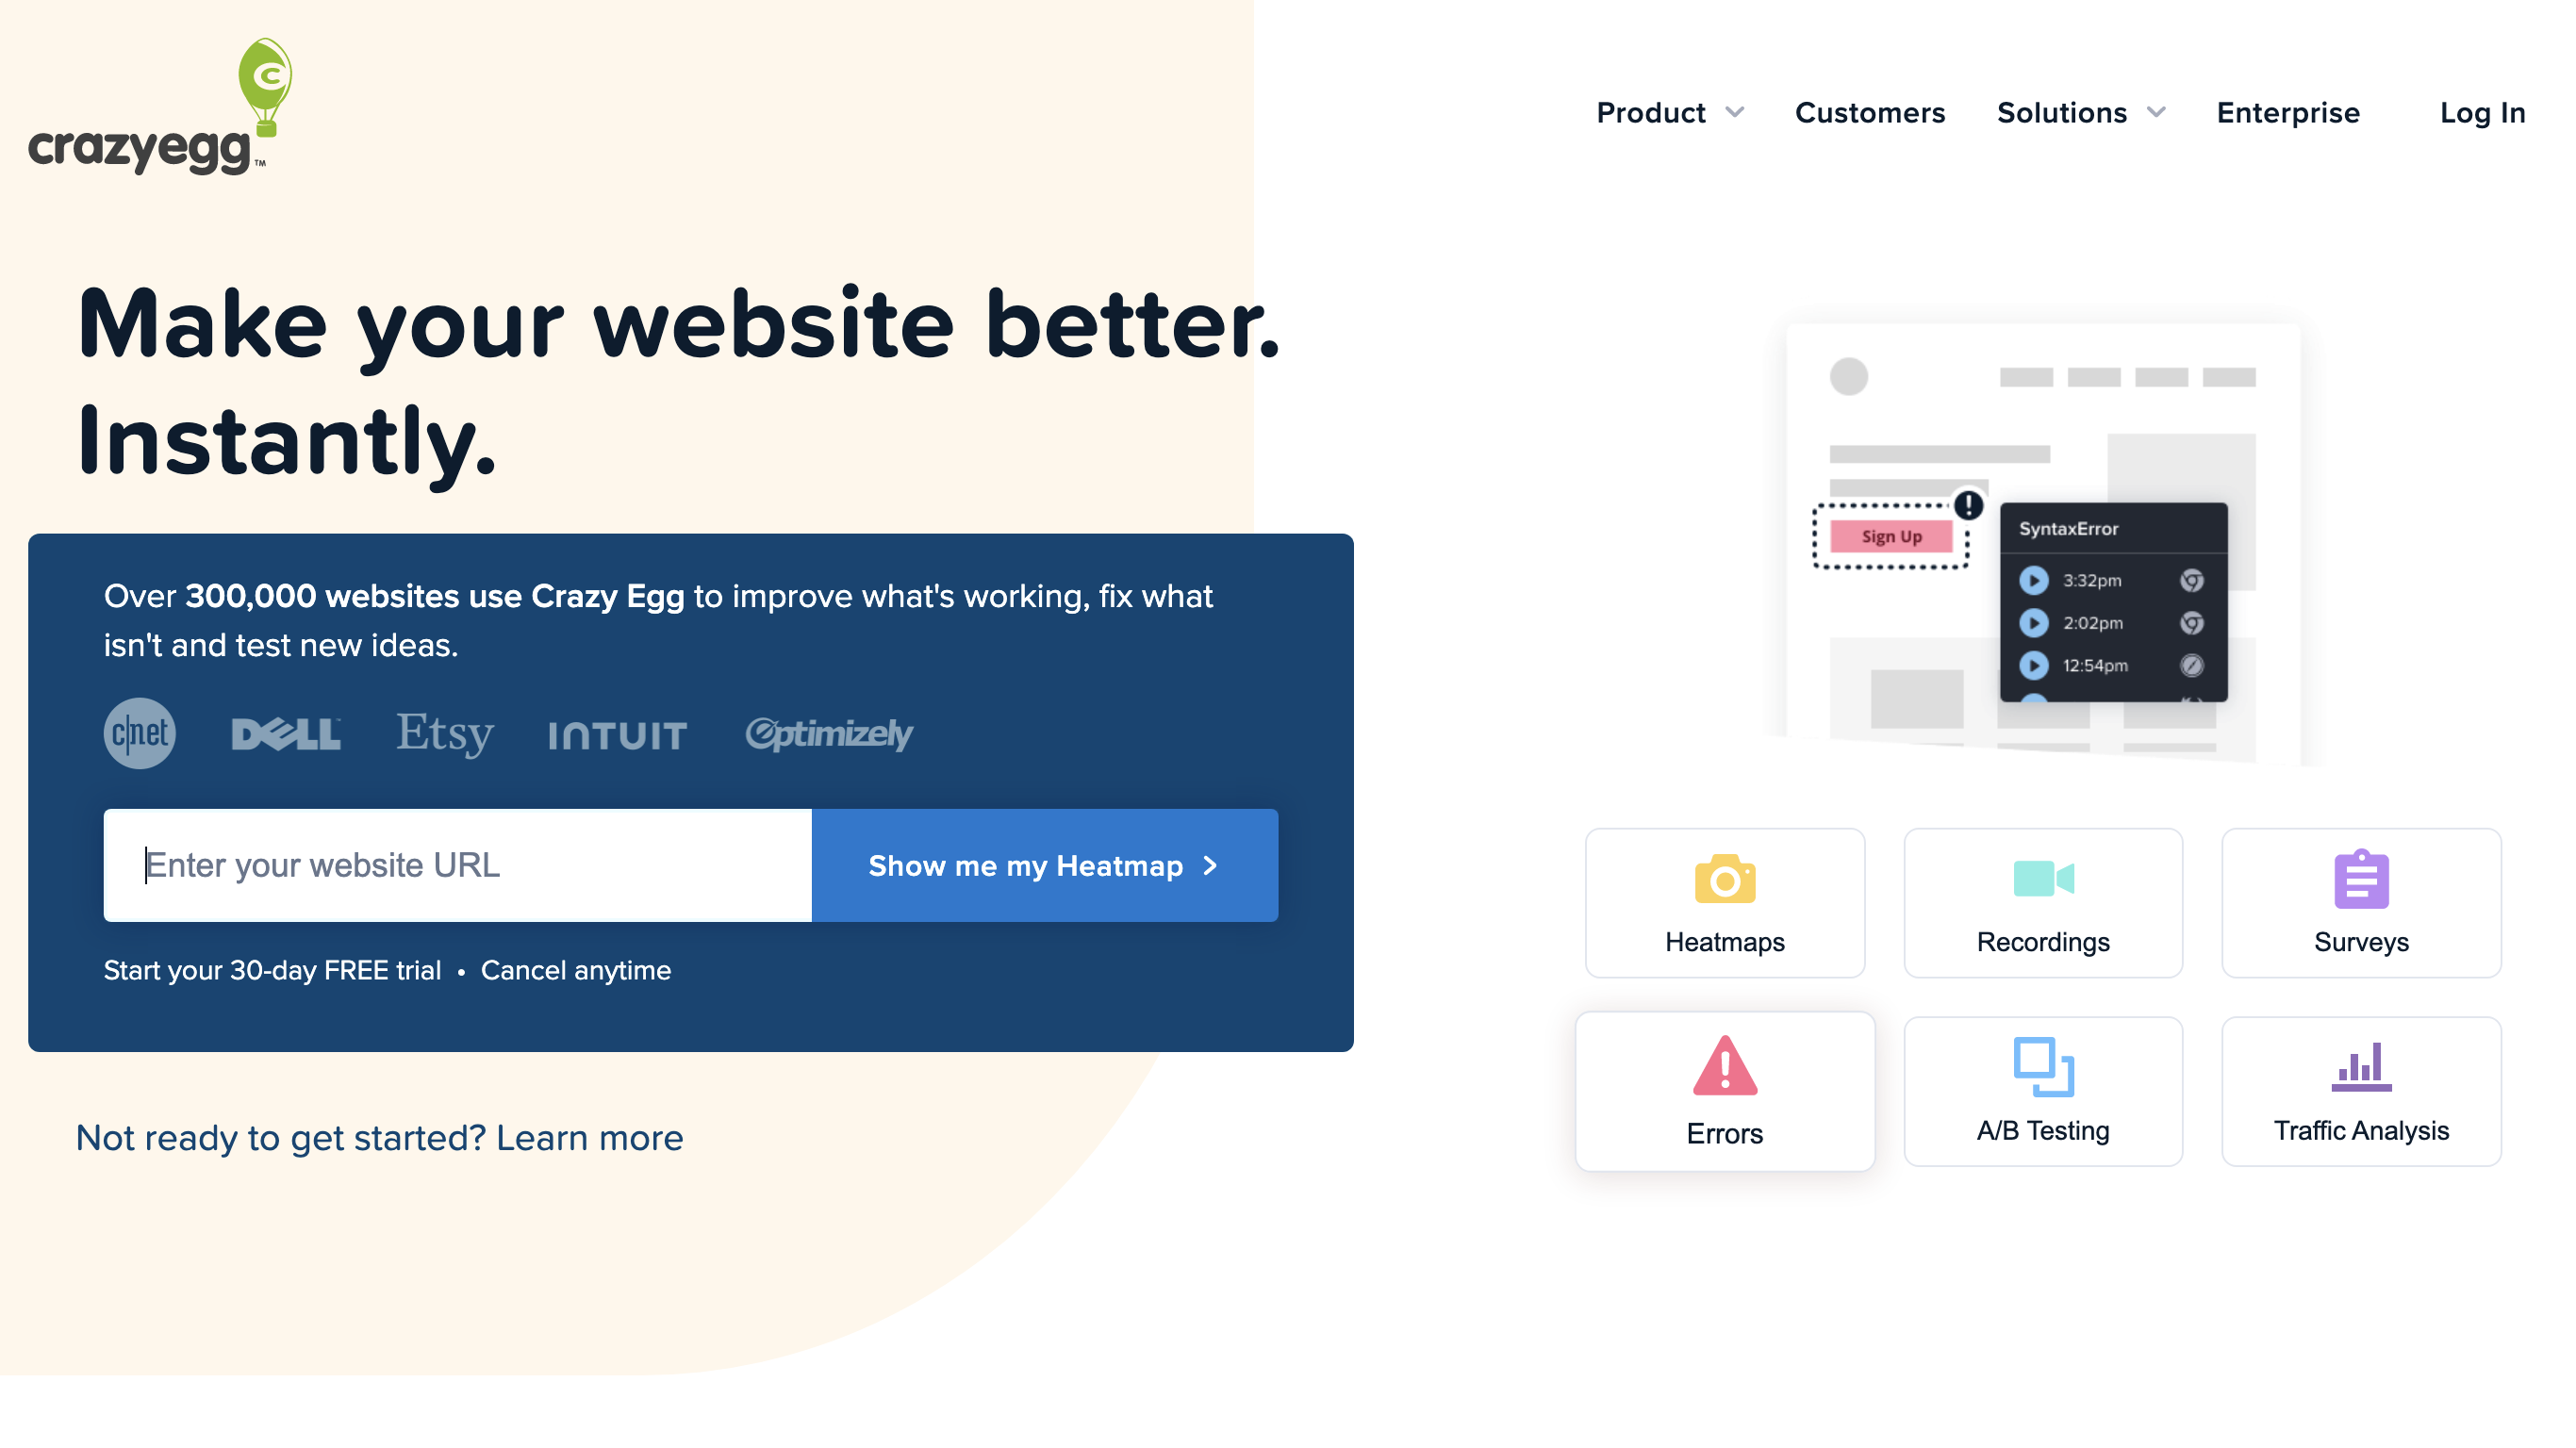 crazyegg™
Product
Customers
Solutions
Enterprise
Log In
Make your website better.
Instantly.
Over 300,000 websites use Crazy Egg to improve what's working, fix what
isn't and test new ideas.
c|net
DELL™
Etsy
INTUIT
Optimizely
Enter your website URL
Show me my Heatmap
Start your 30-day FREE trial • Cancel anytime
Not ready to get started? Learn more
Sign Up
SyntaxError
3:32pm
2:02pm
12:54pm
Heatmaps
Recordings
Surveys
Errors
A/B Testing
Traffic Analysis